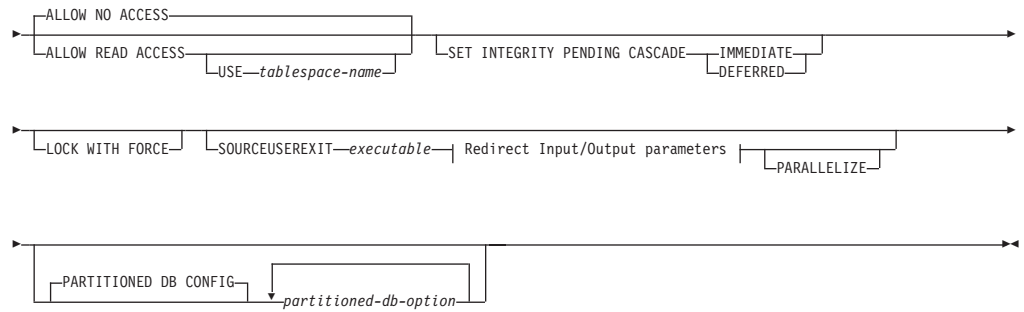 ALLOW NO ACCESS
ALLOW READ ACCESS
USE tablespace-name
SET INTEGRITY PENDING CASCADE IMMEDIATE
DEFERRED
LOCK WITH FORCE
SOURCEUSEREXIT executable Redirect Input/Output parameters
PARALLELIZE
PARTITIONED DB CONFIG
partitioned-db-option